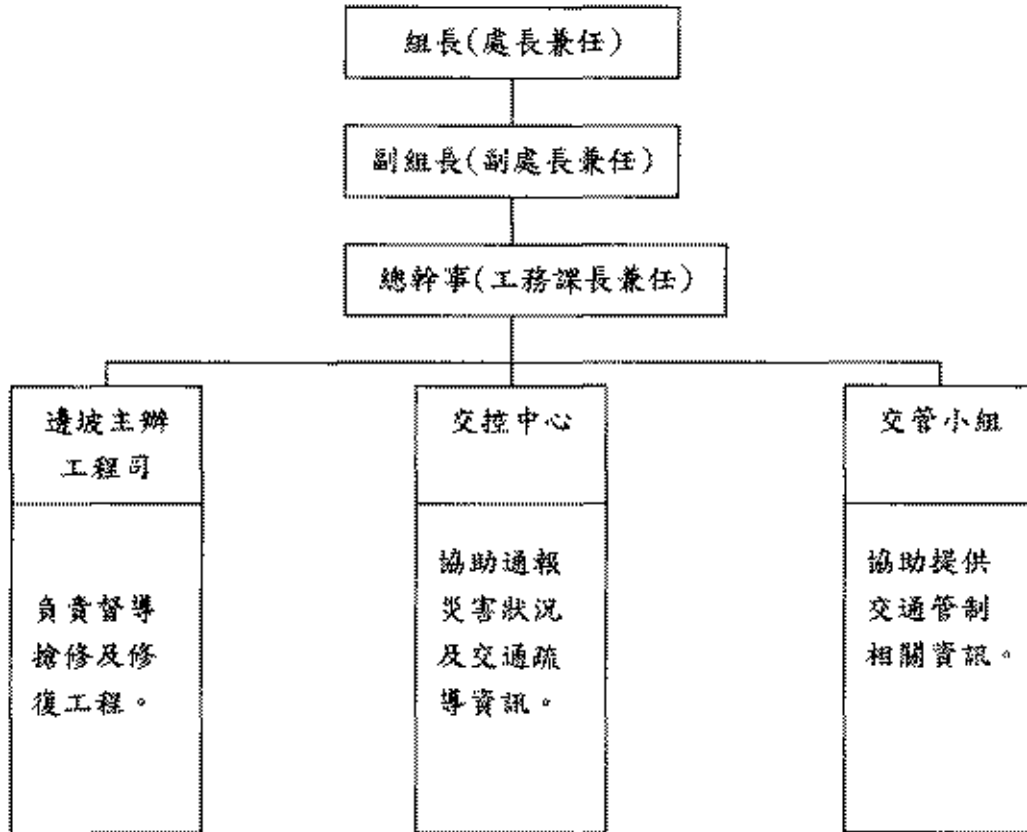 組長(處長兼任)
副組長(副處長兼任)
總幹事(工務課長兼任)
邊坡主辦
工程司
負責督導
搶修及修
復工程。
交控中心
協助通報
災害狀況
及交通疏
導資訊。
交管小組
協助提供
交通管制
相關資訊。